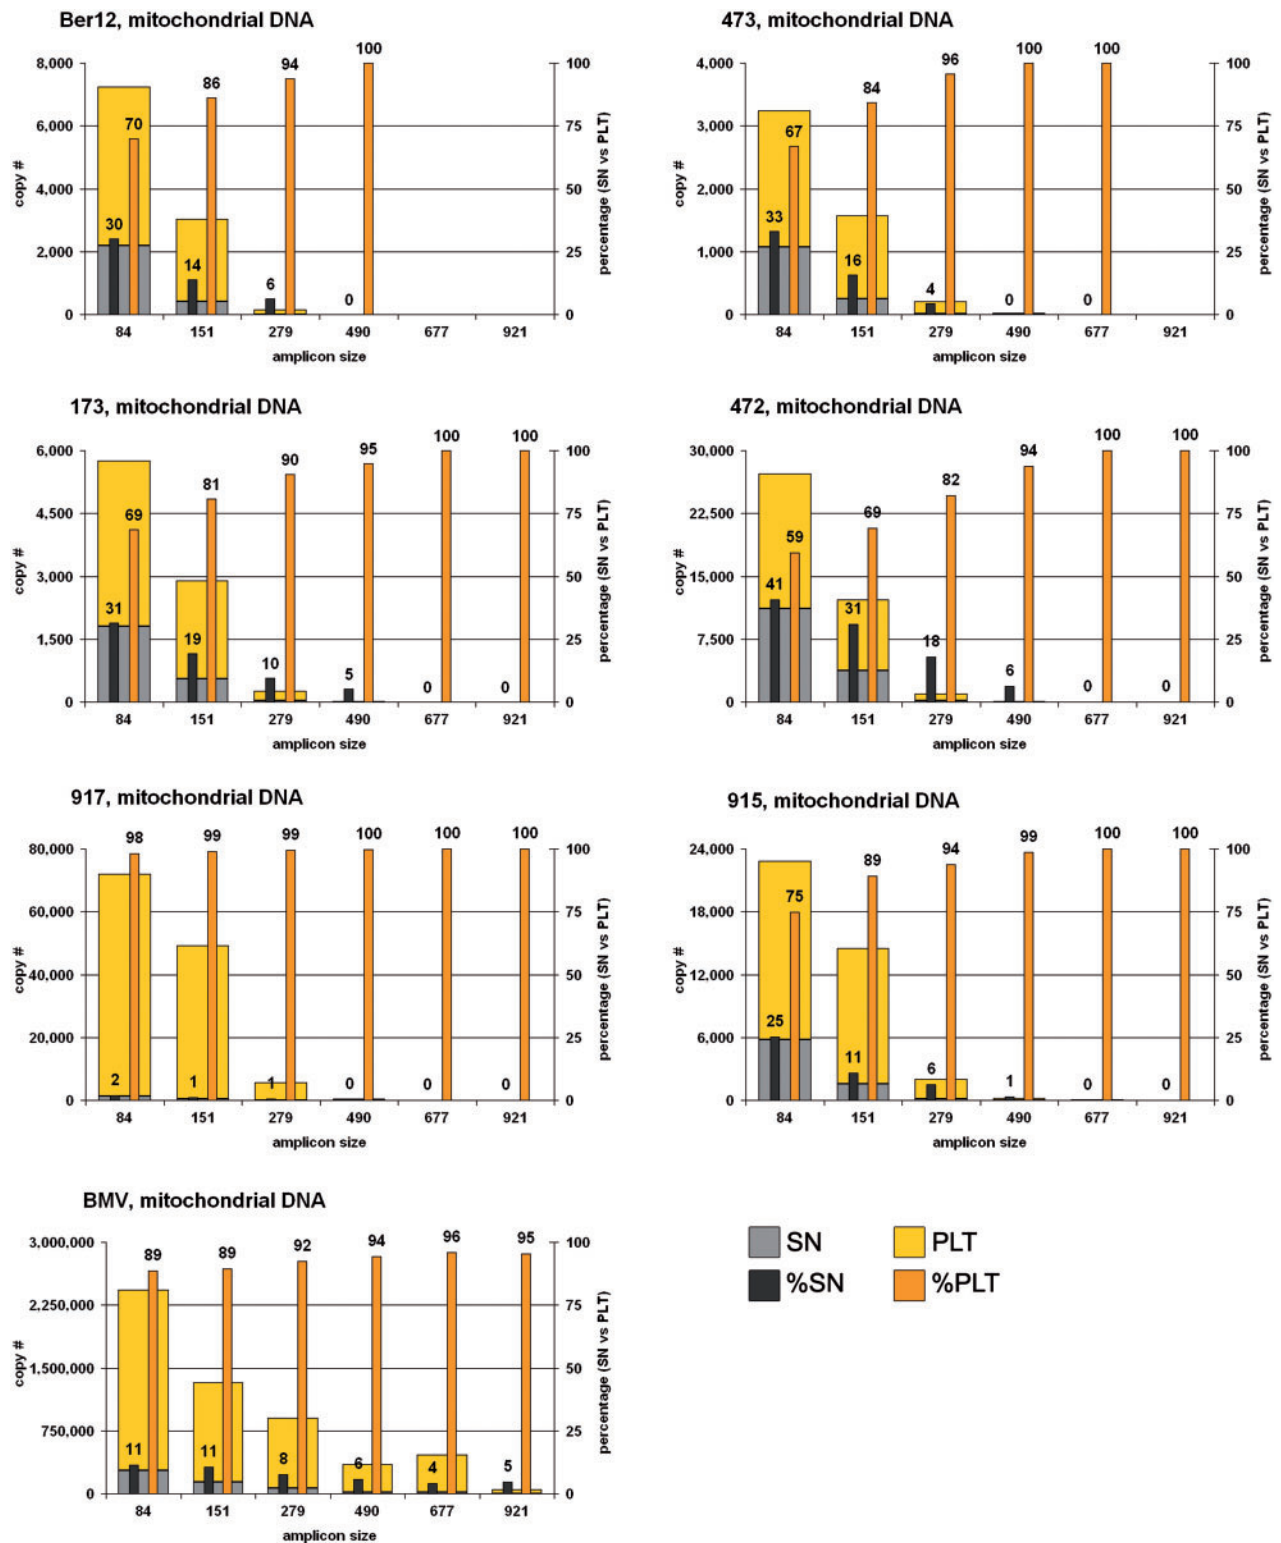 Ber12, mitochondrial DNA
8,000 6,000 4,000 2,000 0
copy #
30 70 14 86 6 94 0 100
100 75 50 25 0
percentage (SN vs PLT)
84 151 279 490 677 921
amplicon size
473, mitochondrial DNA
4,000 3,000 2,000 1,000 0
copy #
33 67 16 84 4 96 0 100 0 100
100 75 50 25 0
percentage (SN vs PLT)
84 151 279 490 677 921
amplicon size
173, mitochondrial DNA
6,000 4,500 3,000 1,500 0
copy #
31 69 19 81 10 90 5 95 0 100 0 100
100 75 50 25 0
percentage (SN vs PLT)
84 151 279 490 677 921
amplicon size
472, mitochondrial DNA
30,000 22,500 15,000 7,500 0
copy #
41 59 31 69 18 82 6 94 0 100 0 100
100 75 50 25 0
percentage (SN vs PLT)
84 151 279 490 677 921
amplicon size
917, mitochondrial DNA
80,000 60,000 40,000 20,000 0
copy #
2 98 1 99 1 99 0 100 0 100 0 100
100 75 50 25 0
percentage (SN vs PLT)
84 151 279 490 677 921
amplicon size
915, mitochondrial DNA
24,000 18,000 12,000 6,000 0
copy #
25 75 11 89 6 94 1 99 0 100 0 100
100 75 50 25 0
percentage (SN vs PLT)
84 151 279 490 677 921
amplicon size
BMV, mitochondrial DNA
3,000,000 2,250,000 1,500,000 750,000 0
copy #
11 89 11 89 8 92 6 94 4 96 5 95
100 75 50 25 0
percentage (SN vs PLT)
84 151 279 490 677 921
amplicon size
SN PLT
%SN %PLT